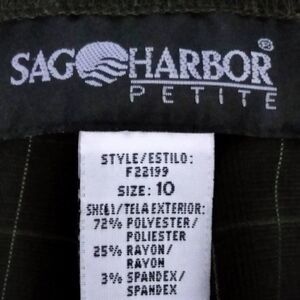 SAG HARBOR®
PETITE
STYLE/ESTILO:
F22199
SIZE: 10
SHELL/TELA EXTERIOR:
72% POLYESTER/
POLIESTER
25% RAYON/
RAYON
3% SPANDEX/
SPANDEX